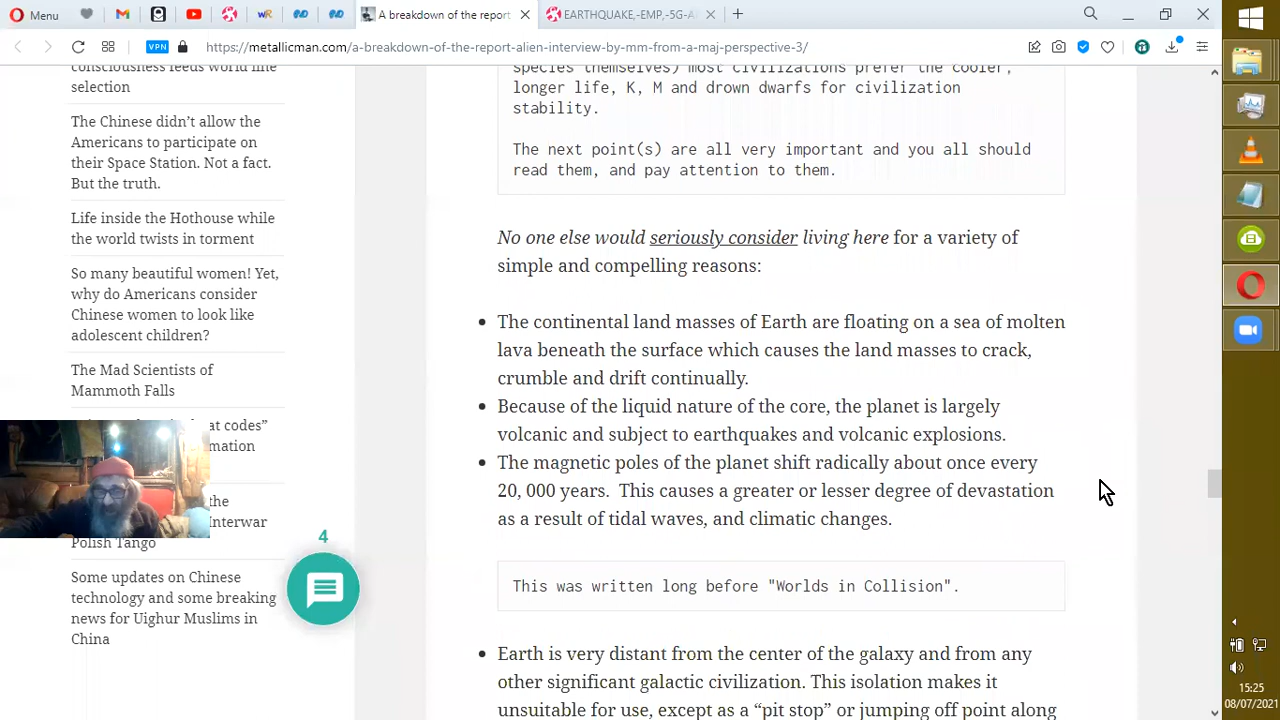 Menu
A breakdown of the report
EARTHQUAKE,-EMP,-5G-A
VPN
https://metallicman.com/a-breakdown-of-the-report-alien-interview-by-mm-from-a-maj-perspective-3/
consciousness feeds world line
selection
The Chinese didn’t allow the
Americans to participate on
their Space Station. Not a fact.
But the truth.
Life inside the Hothouse while
the world twists in torment
So many beautiful women! Yet,
why do Americans consider
Chinese women to look like
adolescent children?
The Mad Scientists of
Mammoth Falls
at codes”
mation
the
Interwar
Polish Tango
Some updates on Chinese
technology and some breaking
news for Uighur Muslims in
China
4
species themselves) most civilizations prefer the cooler,
longer life, K, M and drown dwarfs for civilization
stability.
The next point(s) are all very important and you all should
read them, and pay attention to them.
No one else would seriously consider living here for a variety of
simple and compelling reasons:
• The continental land masses of Earth are floating on a sea of molten
lava beneath the surface which causes the land masses to crack,
crumble and drift continually.
• Because of the liquid nature of the core, the planet is largely
volcanic and subject to earthquakes and volcanic explosions.
• The magnetic poles of the planet shift radically about once every
20, 000 years.  This causes a greater or lesser degree of devastation
as a result of tidal waves, and climatic changes.
This was written long before "Worlds in Collision".
• Earth is very distant from the center of the galaxy and from any
other significant galactic civilization. This isolation makes it
unsuitable for use, except as a “pit stop” or jumping off point along
15:25
08/07/2021